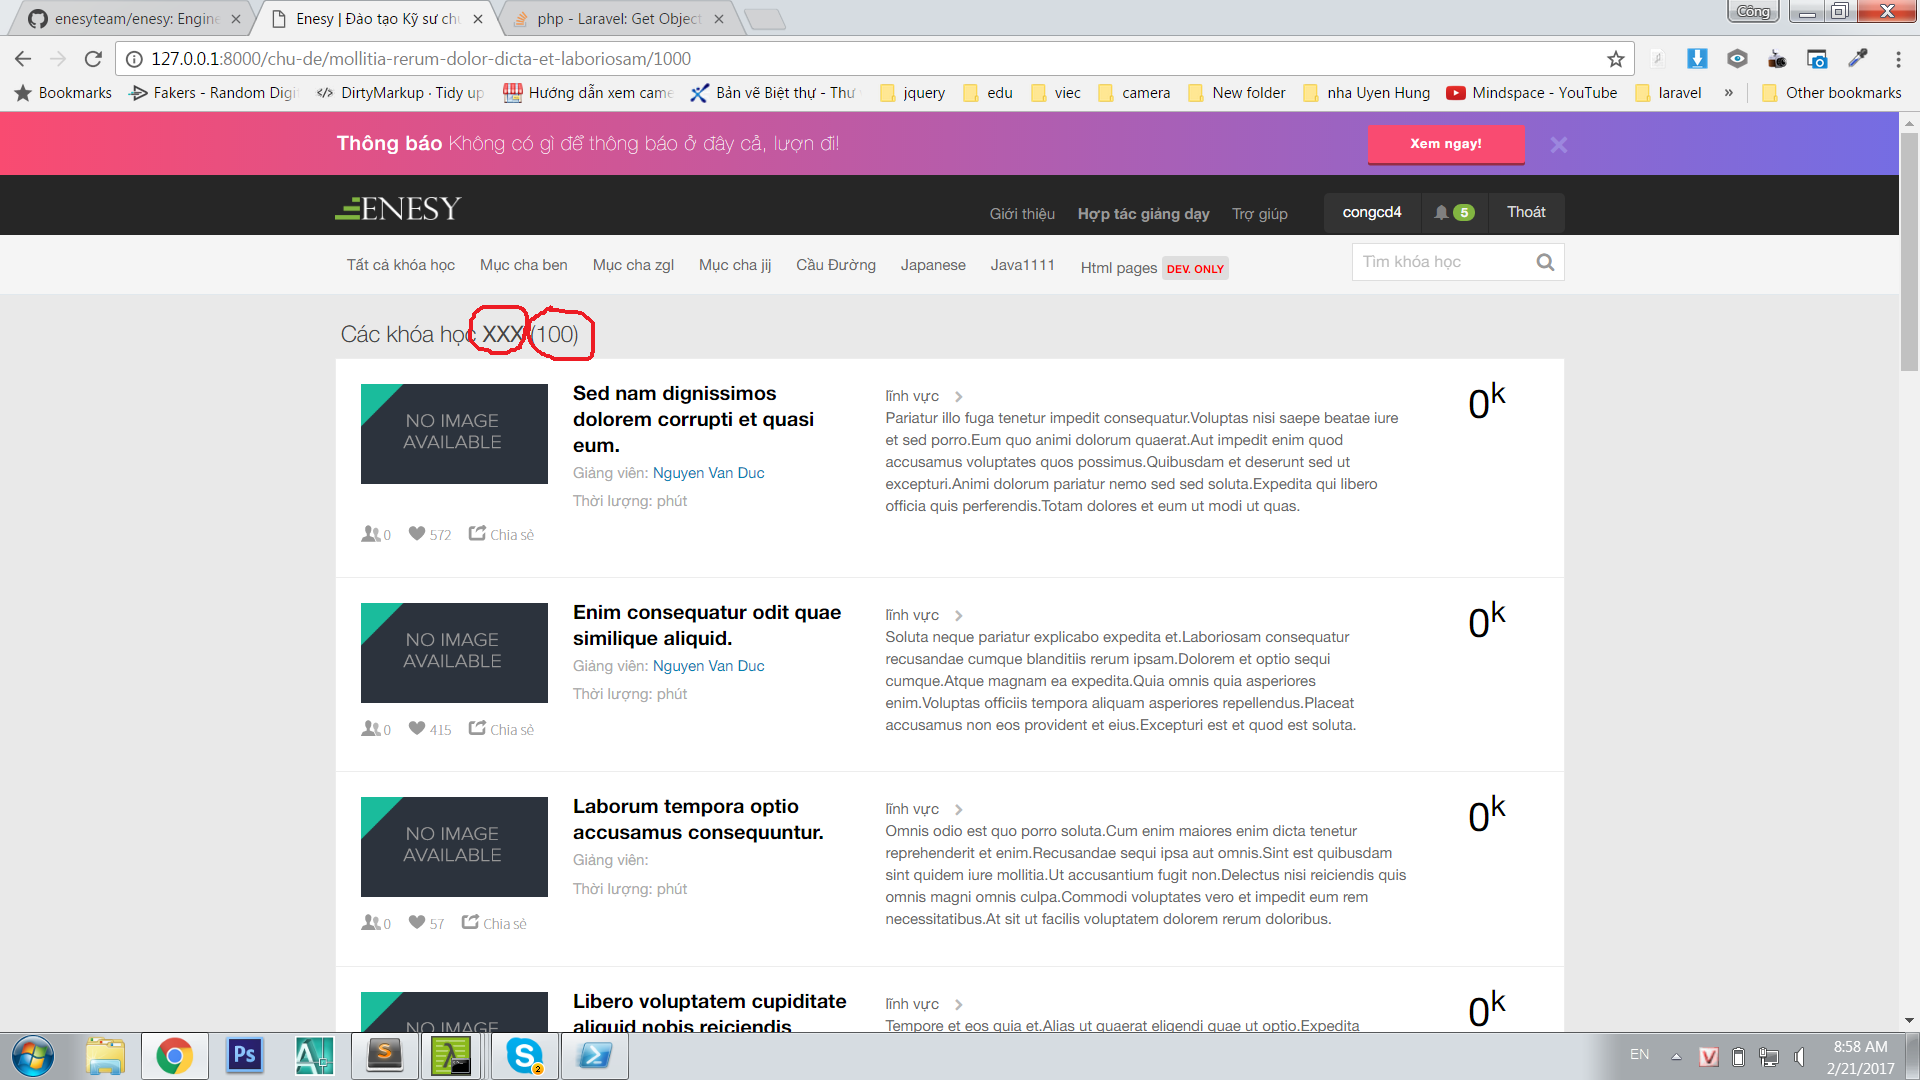 enesyteam/enesy: Engine
Enesy | Đào tạo Kỹ sư chu
php - Laravel: Get Object
Công
127.0.0.1:8000/chu-de/mollitia-rerum-dolor-dicta-et-laboriosam/1000
Bookmarks
Fakers - Random Digi
DirtyMarkup · Tidy up
Hướng dẫn xem came
Bản vẽ Biệt thự - Thư
jquery
edu
viec
camera
New folder
nha Uyen Hung
Mindspace - YouTube
laravel
»
Other bookmarks
Thông báo Không có gì để thông báo ở đây cả, lượn đi!
Xem ngay!
ENESY
Giới thiệu
Hợp tác giảng dạy
Trợ giúp
congcd4
5
Thoát
Tất cả khóa học
Mục cha ben
Mục cha zgl
Mục cha jij
Cầu Đường
Japanese
Java1111
Html pages DEV. ONLY
Tìm khóa học
Các khóa học XXX (100)
NO IMAGE
AVAILABLE
Sed nam dignissimos
dolorem corrupti et quasi
eum.
Giảng viên: Nguyen Van Duc
Thời lượng: phút
0 572 Chia sẻ
lĩnh vực
Pariatur illo fuga tenetur impedit consequatur.Voluptas nisi saepe beatae iure
et sed porro.Eum quo animi dolorum quaerat.Aut impedit enim quod
accusamus voluptates quos possimus.Quibusdam et deserunt sed ut
excepturi.Animi dolorum pariatur nemo sed sed soluta.Expedita qui libero
officia quis perferendis.Totam dolores et eum ut modi ut quas.
0k
NO IMAGE
AVAILABLE
Enim consequatur odit quae
similique aliquid.
Giảng viên: Nguyen Van Duc
Thời lượng: phút
0 415 Chia sẻ
lĩnh vực
Soluta neque pariatur explicabo expedita et.Laboriosam consequatur
recusandae cumque blanditiis rerum ipsam.Dolorem et optio sequi
cumque.Atque magnam ea expedita.Quia omnis quia asperiores
enim.Voluptas officiis tempora aliquam asperiores repellendus.Placeat
accusamus non eos provident et eius.Excepturi est et quod est soluta.
0k
NO IMAGE
AVAILABLE
Laborum tempora optio
accusamus consequuntur.
Giảng viên:
Thời lượng: phút
0 57 Chia sẻ
lĩnh vực
Omnis odio est quo porro soluta.Cum enim maiores enim dicta tenetur
reprehenderit et enim.Recusandae sequi ipsa aut omnis.Sint est quibusdam
sint quidem iure mollitia.Ut accusantium fugit non.Delectus nisi reiciendis quis
omnis magni omnis culpa.Commodi voluptates vero et impedit eum rem
necessitatibus.At sit ut facilis voluptatem dolorem rerum doloribus.
0k
NO IMAGE
Libero voluptatem cupiditate
aliquid nobis reiciendis
lĩnh vực
Tempore et eos quia et.Alias ut quaerat eligendi quae ut optio.Expedita
0k
Ps
S
2
EN
V
8:58 AM
2/21/2017